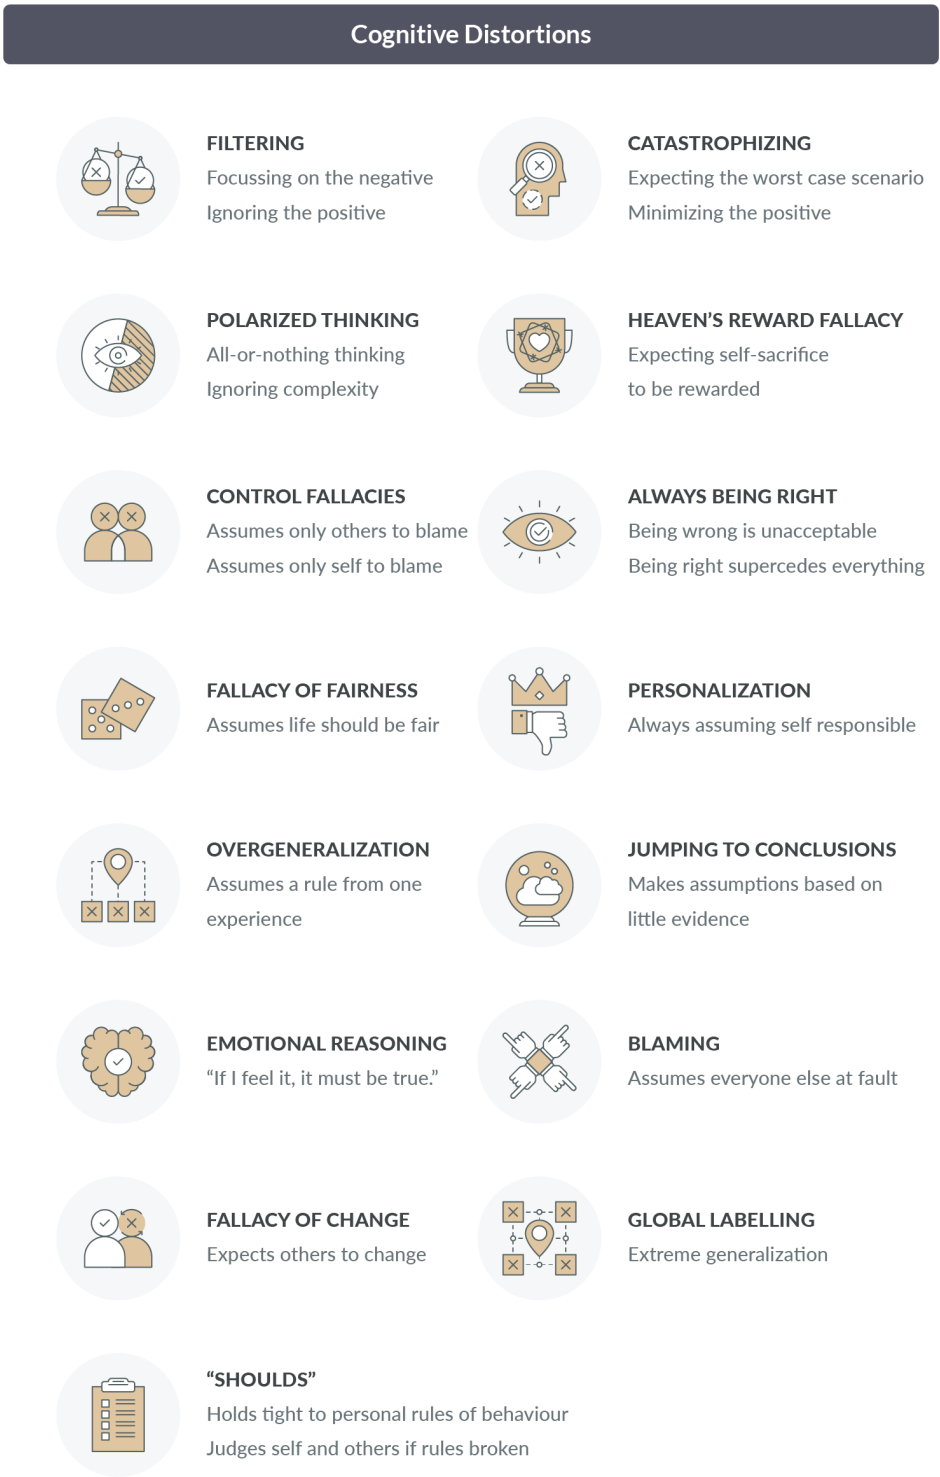 Cognitive Distortions
FILTERING
Focussing on the negative
Ignoring the positive
CATASTROPHIZING
Expecting the worst case scenario
Minimizing the positive
POLARIZED THINKING
All-or-nothing thinking
Ignoring complexity
HEAVEN’S REWARD FALLACY
Expecting self-sacrifice
to be rewarded
CONTROL FALLACIES
Assumes only others to blame
Assumes only self to blame
ALWAYS BEING RIGHT
Being wrong is unacceptable
Being right supercedes everything
FALLACY OF FAIRNESS
Assumes life should be fair
PERSONALIZATION
Always assuming self responsible
OVERGENERALIZATION
Assumes a rule from one
experience
JUMPING TO CONCLUSIONS
Makes assumptions based on
little evidence
EMOTIONAL REASONING
“If I feel it, it must be true.”
BLAMING
Assumes everyone else at fault
FALLACY OF CHANGE
Expects others to change
GLOBAL LABELLING
Extreme generalization
“SHOULDS”
Holds tight to personal rules of behaviour
Judges self and others if rules broken